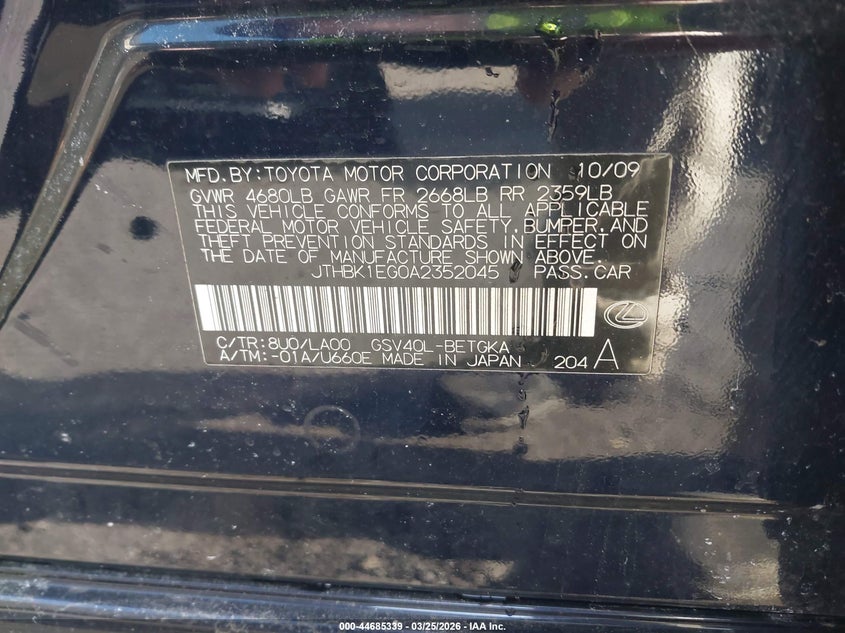 MFD.BY:TOYOTA MOTOR CORPORATION 10/09
GVWR 4680LB GAWR FR 2668LB RR 2359LB
THIS VEHICLE CONFORMS TO ALL APPLICABLE
FEDERAL MOTOR VEHICLE SAFETY,BUMPER,AND
THEFT PREVENTION STANDARDS IN EFFECT ON
THE DATE OF MANUFACTURE SHOWN ABOVE.
JTHBK1EG0A2352045 PASS.CAR
C/TR:8U0/LA00 GSV40L-BETGKA
A/TM:-01A/U660E MADE IN JAPAN 204 A
000-44685339 - 03/25/2026 - IAA Inc.